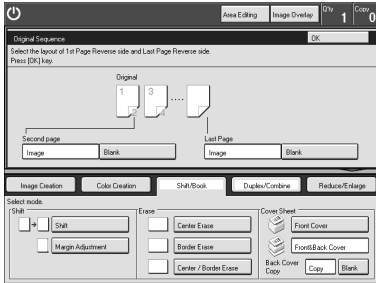 Area Editing Image Overlay Q'ty 1 Copy 0
Original Sequence OK
Select the layout of 1st Page Reverse side and Last Page Reverse side.
Press [OK] key.
Original
1 2 3 4 ....
Second page Last Page
Image Blank Image Blank
Image Creation Color Creation Shift/Book Duplex/Combine Reduce/Enlarge
Select mode.
Shift Erase Cover Sheet
Shift Center Erase Front Cover
Margin Adjustment Border Erase Front&Back Cover
Center / Border Erase Back Cover Copy Copy Blank